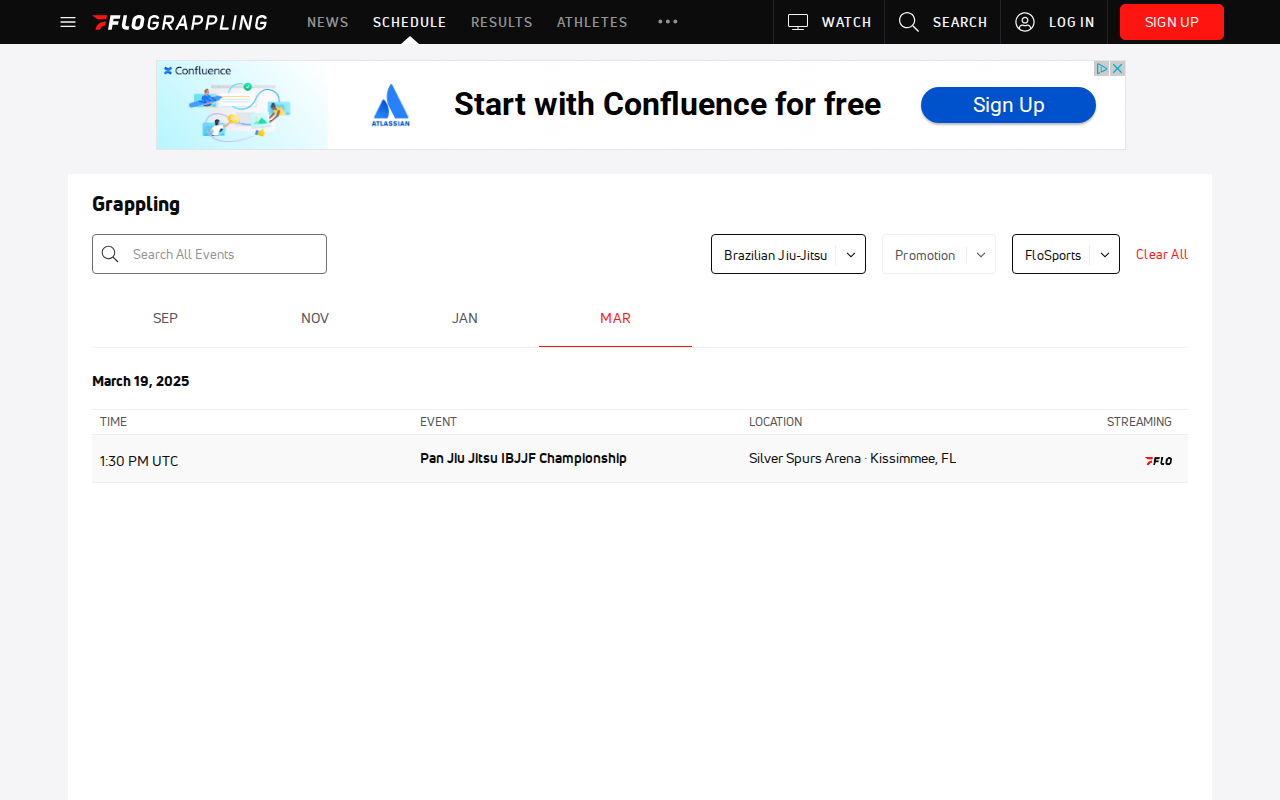 FLOGRAPPLING NEWS SCHEDULE RESULTS ATHLETES WATCH SEARCH LOG IN SIGN UP
Confluence
ATLASSIAN
Start with Confluence for free
Sign Up
Grappling
Search All Events
Brazilian Jiu-Jitsu
Promotion
FloSports
Clear All
SEP NOV JAN MAR
March 19, 2025
TIME EVENT LOCATION STREAMING
1:30 PM UTC Pan Jiu Jitsu IBJJF Championship Silver Spurs Arena · Kissimmee, FL FLO